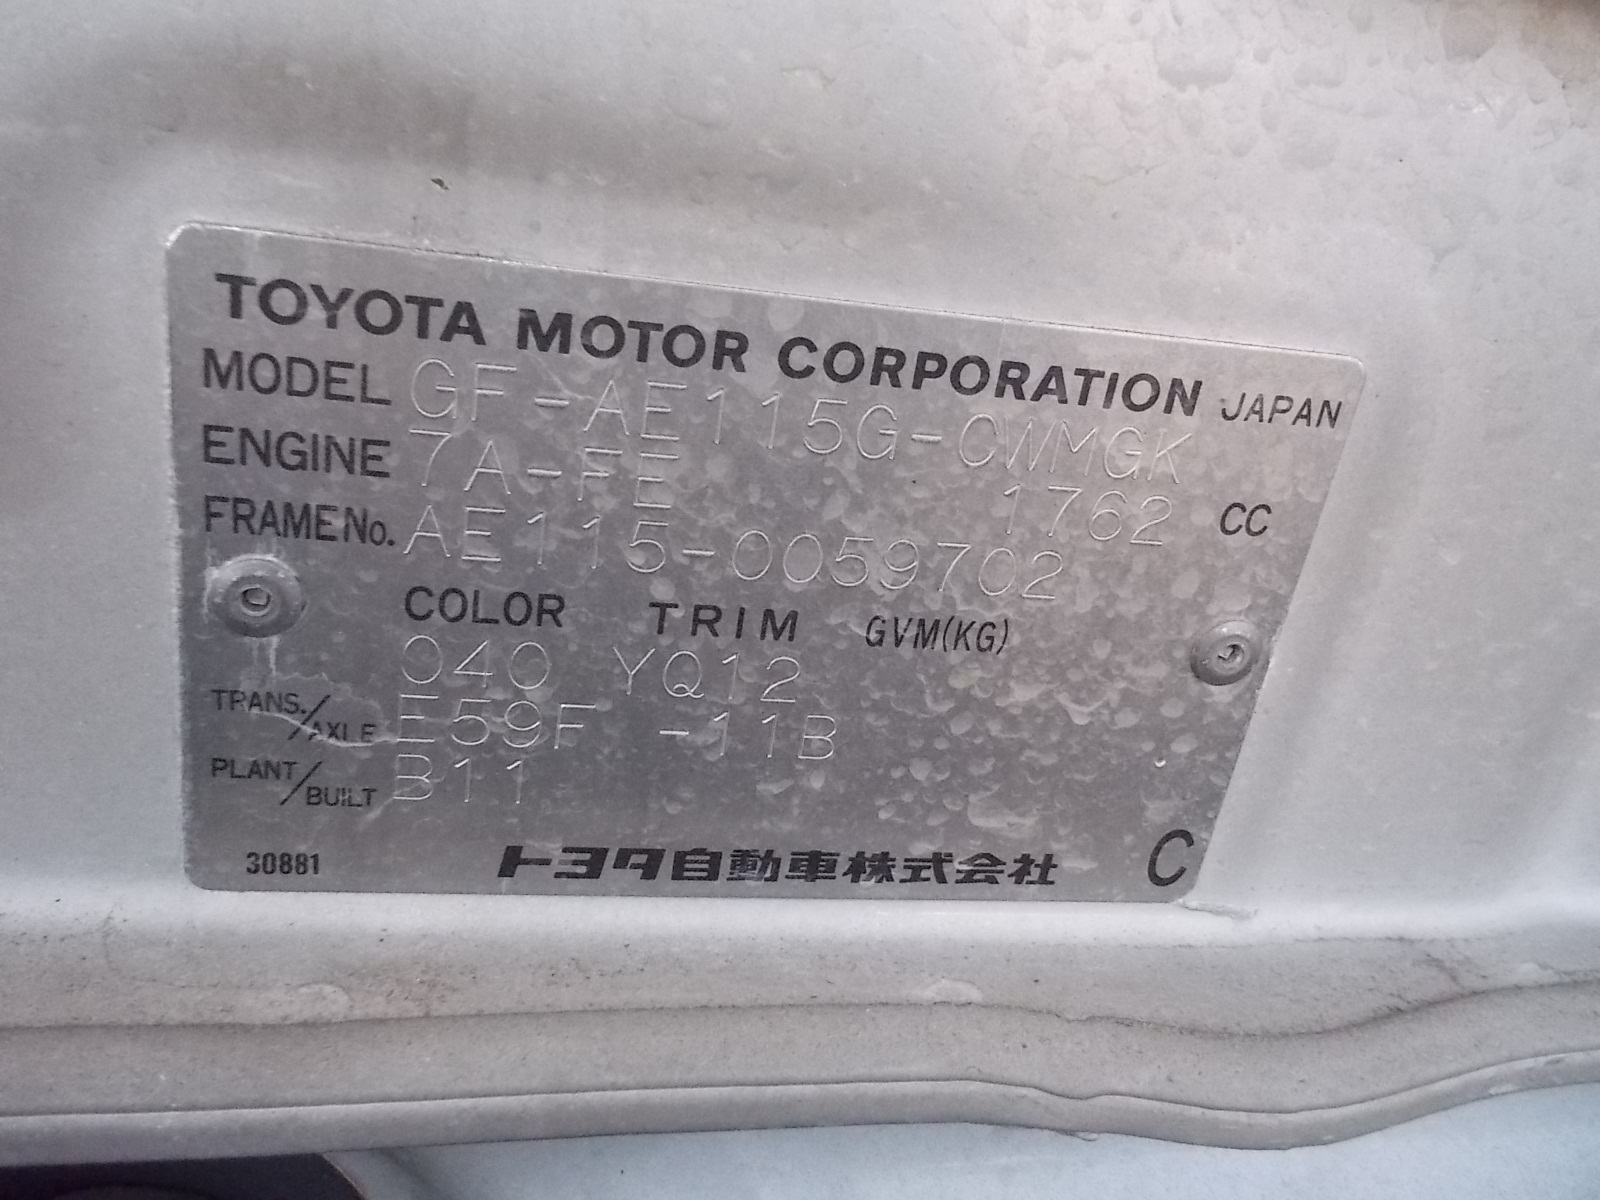 TOYOTA MOTOR CORPORATION JAPAN
MODEL GF-AE115G-CWMGK
ENGINE 7A-FE 1762 CC
FRAME No. AE115-0059702
COLOR TRIM GVM(KG)
040 YQ12
TRANS./AXLE E59F -11B
PLANT/BUILT B11
30881 トヨタ自動車株式会社 C